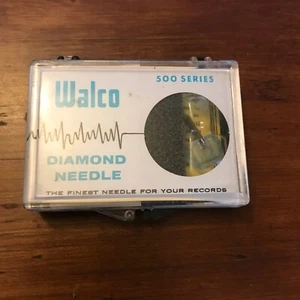 500 SERIES
Walco
DIAMOND
NEEDLE
THE FINEST NEEDLE FOR YOUR RECORDS